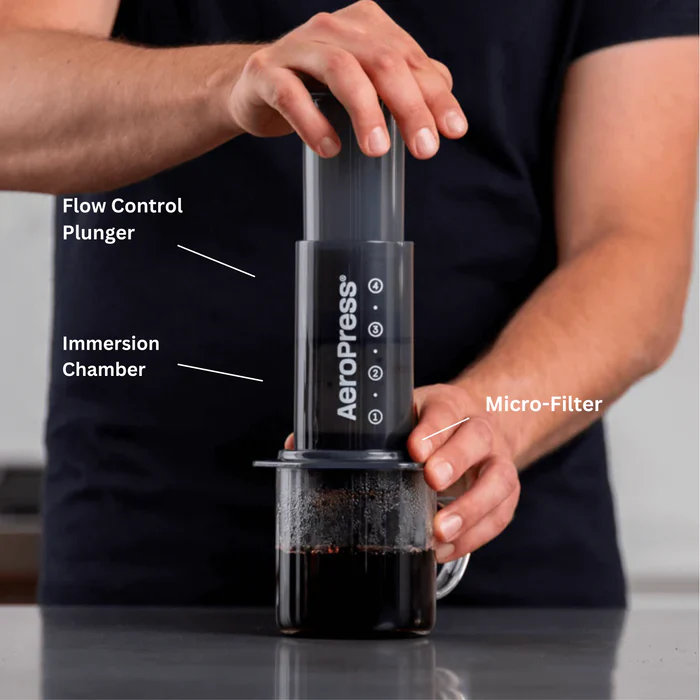 Flow Control
Plunger
Immersion
Chamber
Micro-Filter
AeroPress®
4
3
2
1